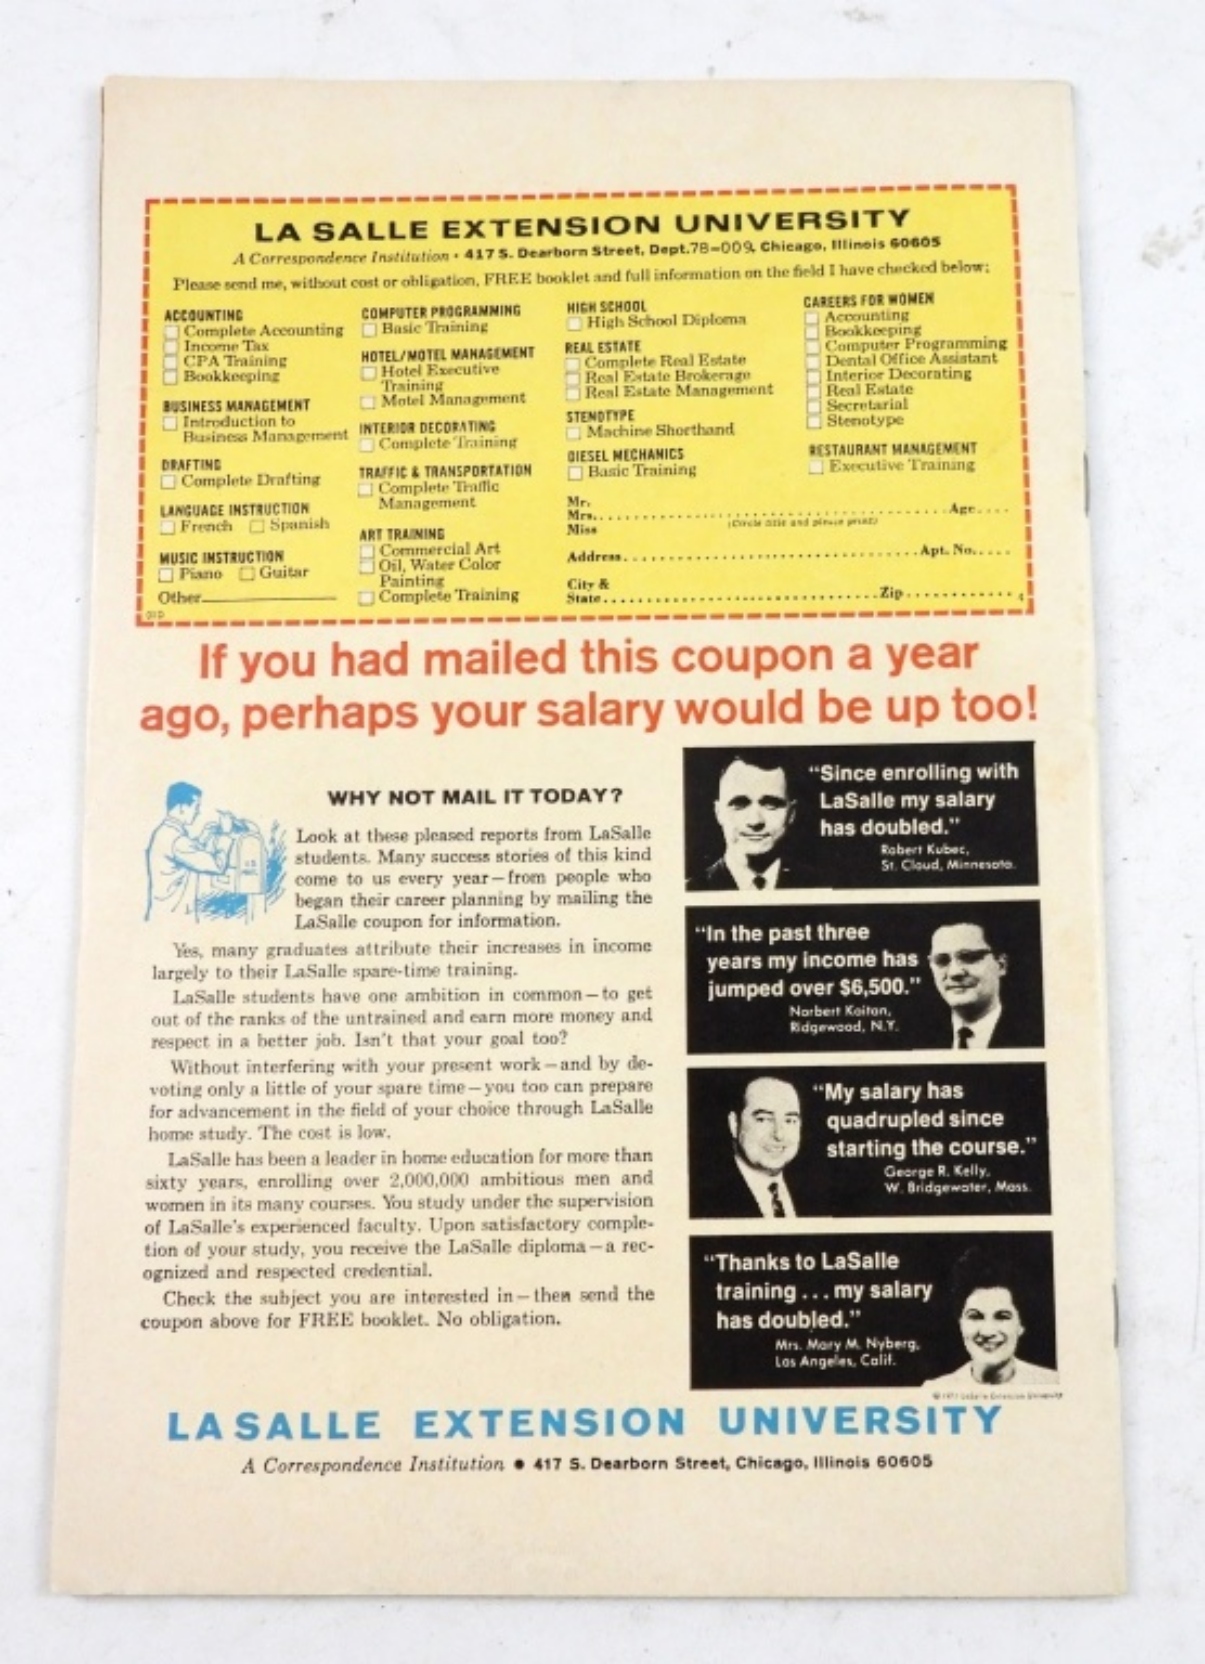 LA SALLE EXTENSION UNIVERSITY
A Correspondence Institution • 417 S. Dearborn Street, Dept. 78-009, Chicago, Illinois 60605
Please send me, without cost or obligation, FREE booklet and full information on the field I have checked below:
ACCOUNTING
Complete Accounting
Income Tax
CPA Training
Bookkeeping
BUSINESS MANAGEMENT
Introduction to
Business Management
DRAFTING
Complete Drafting
LANGUAGE INSTRUCTION
French Spanish
MUSIC INSTRUCTION
Piano Guitar
Other
COMPUTER PROGRAMMING
Basic Training
HOTEL/MOTEL MANAGEMENT
Hotel Executive
Training
Motel Management
INTERIOR DECORATING
Complete Training
TRAFFIC & TRANSPORTATION
Complete Traffic
Management
ART TRAINING
Commercial Art
Oil, Water Color
Painting
Complete Training
HIGH SCHOOL
High School Diploma
REAL ESTATE
Complete Real Estate
Real Estate Brokerage
Real Estate Management
STENOTYPE
Machine Shorthand
DIESEL MECHANICS
Basic Training
CAREERS FOR WOMEN
Accounting
Bookkeeping
Computer Programming
Dental Office Assistant
Interior Decorating
Real Estate
Secretarial
Stenotype
RESTAURANT MANAGEMENT
Executive Training
Mr.
Mrs. Age
(Circle title and please print)
Miss
Address Apt. No.
City &
State Zip
If you had mailed this coupon a year
ago, perhaps your salary would be up too!
WHY NOT MAIL IT TODAY?
Look at these pleased reports from LaSalle
students. Many success stories of this kind
come to us every year—from people who
began their career planning by mailing the
LaSalle coupon for information.
Yes, many graduates attribute their increases in income
largely to their LaSalle spare-time training.
LaSalle students have one ambition in common—to get
out of the ranks of the untrained and earn more money and
respect in a better job. Isn't that your goal too?
Without interfering with your present work—and by de-
voting only a little of your spare time—you too can prepare
for advancement in the field of your choice through LaSalle
home study. The cost is low.
LaSalle has been a leader in home education for more than
sixty years, enrolling over 2,000,000 ambitious men and
women in its many courses. You study under the supervision
of LaSalle's experienced faculty. Upon satisfactory comple-
tion of your study, you receive the LaSalle diploma—a rec-
ognized and respected credential.
Check the subject you are interested in—then send the
coupon above for FREE booklet. No obligation.
"Since enrolling with
LaSalle my salary
has doubled."
Robert Kubec,
St. Cloud, Minnesota.
"In the past three
years my income has
jumped over $6,500."
Norbert Kaitan,
Ridgewood, N.Y.
"My salary has
quadrupled since
starting the course."
George R. Kelly,
W. Bridgewater, Mass.
"Thanks to LaSalle
training . . . my salary
has doubled."
Mrs. Mary M. Nyberg,
Los Angeles, Calif.
LaSalle Extension University
LASALLE EXTENSION UNIVERSITY
A Correspondence Institution • 417 S. Dearborn Street, Chicago, Illinois 60605